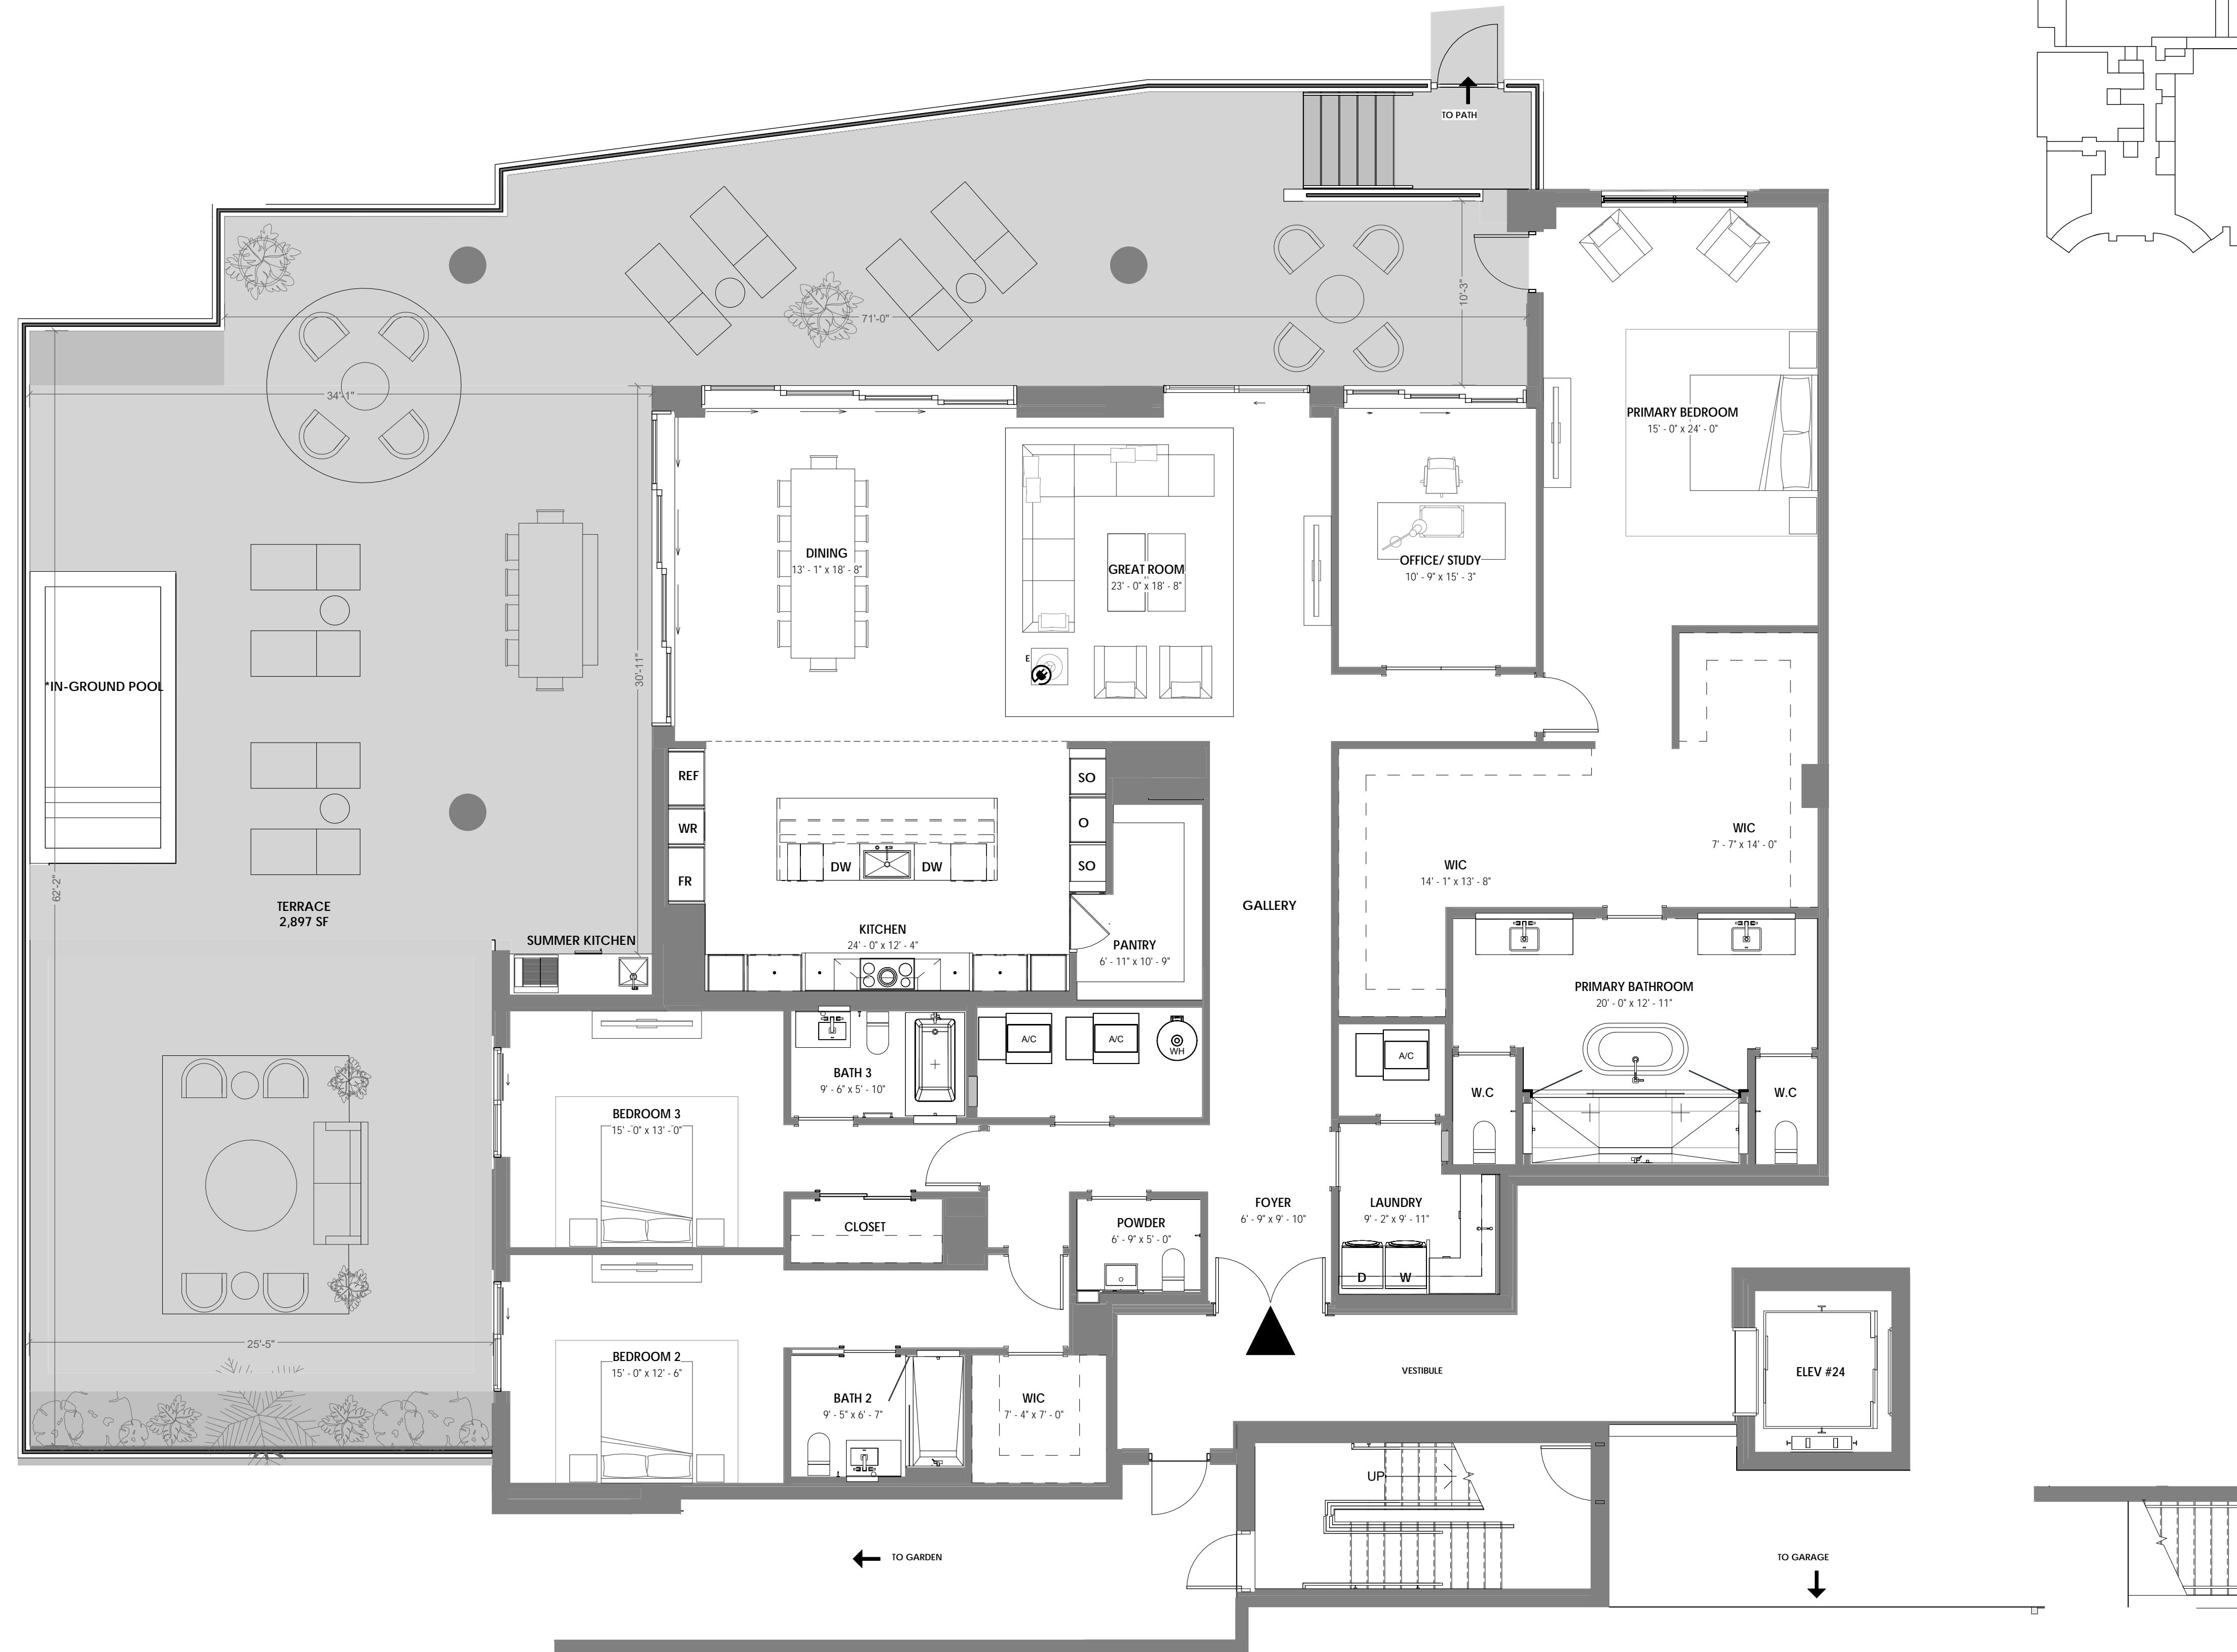 TO PATH
10'-3"
71'-0"
34'-1"
PRIMARY BEDROOM
15' - 0" x 24' - 0"
DINING
13' - 1" x 18' - 8"
GREAT ROOM
23' - 0" x 18' - 8"
OFFICE/ STUDY
10' - 9" x 15' - 3"
E
30'-11"
*IN-GROUND POOL
REF
SO
WR
O
WIC
7' - 7" x 14' - 0"
DW
DW
SO
WIC
14' - 1" x 13' - 8"
FR
62'-2"
TERRACE
2,897 SF
GALLERY
SUMMER KITCHEN
KITCHEN
24' - 0" x 12' - 4"
PANTRY
6' - 11" x 10' - 9"
PRIMARY BATHROOM
20' - 0" x 12' - 11"
A/C
A/C
WH
A/C
BATH 3
9' - 6" x 5' - 10"
W.C
W.C
BEDROOM 3
15' - 0" x 13' - 0"
CLOSET
POWDER
6' - 9" x 5' - 0"
FOYER
6' - 9" x 9' - 10"
LAUNDRY
9' - 2" x 9' - 11"
D
W
25'-5"
BEDROOM 2
15' - 0" x 12' - 6"
BATH 2
9' - 5" x 6' - 7"
WIC
7' - 4" x 7' - 0"
VESTIBULE
ELEV #24
UP
TO GARDEN
TO GARAGE